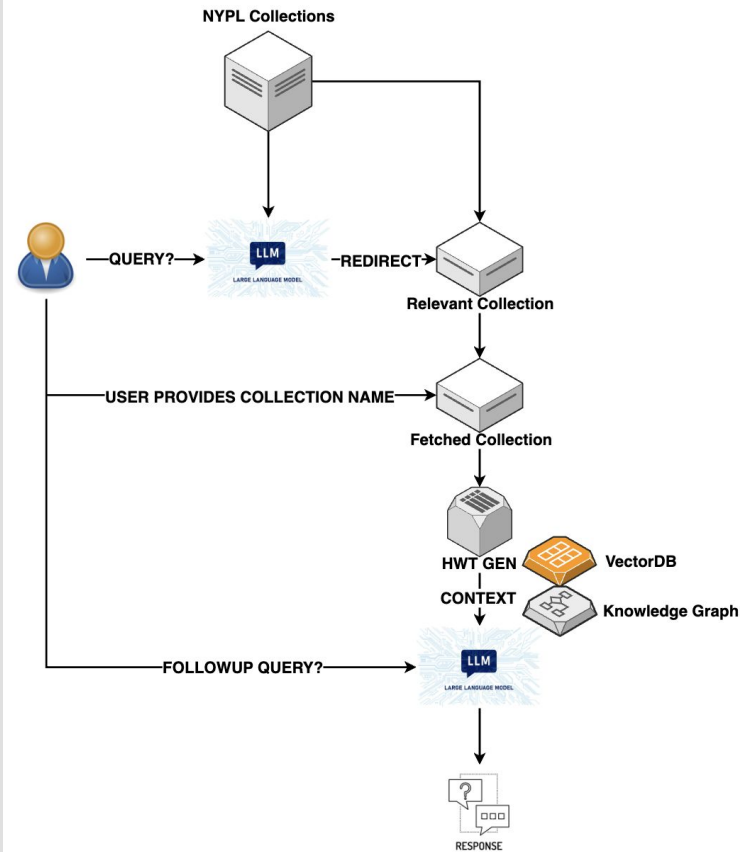 NYPL Collections
QUERY?
LLM
LARGE LANGUAGE MODEL
REDIRECT
Relevant Collection
USER PROVIDES COLLECTION NAME
Fetched Collection
HWT GEN
VectorDB
CONTEXT
Knowledge Graph
FOLLOWUP QUERY?
LLM
LARGE LANGUAGE MODEL
?
RESPONSE